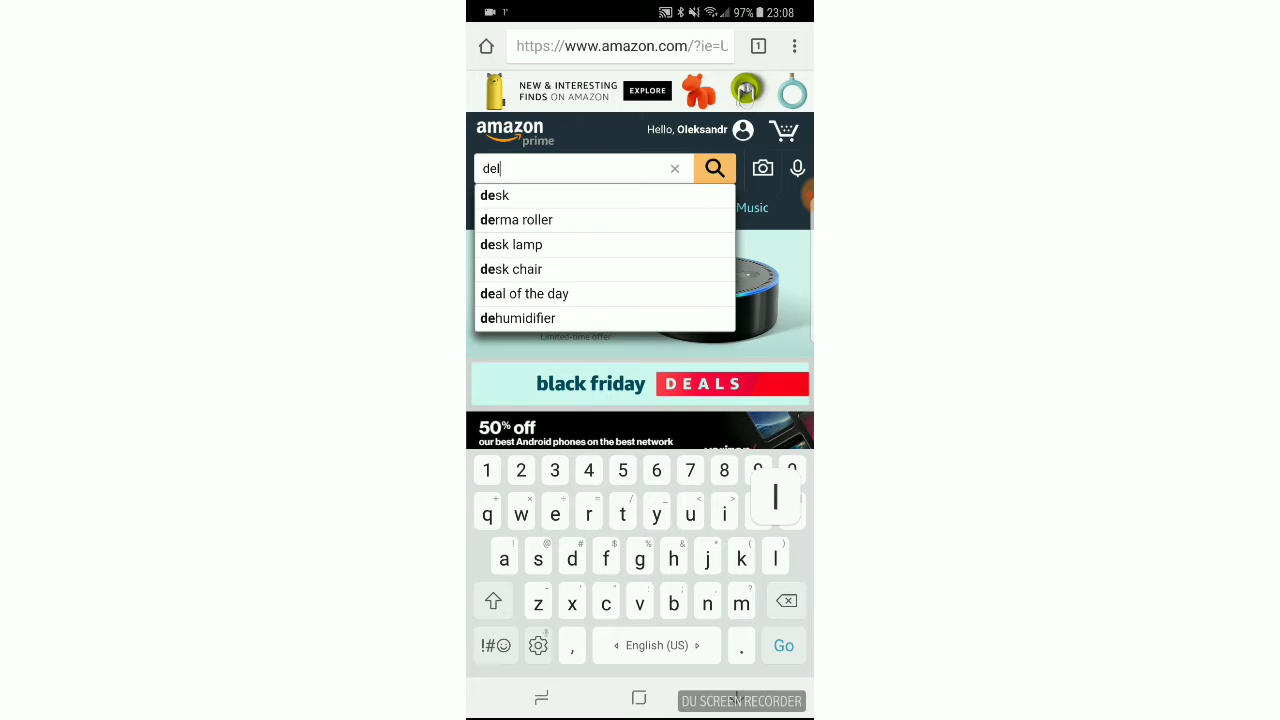 1° 97% 23:08
https://www.amazon.com/?ie=U 1
NEW & INTERESTING
FINDS ON AMAZON
EXPLORE
amazon
prime
Hello, Oleksandr
del
Music
desk
derma roller
desk lamp
desk chair
deal of the day
dehumidifier
Limited-time offer
black friday DEALS
50% off
our best Android phones on the best network
1 2 3 4 5 6 7 8 9 0
+ × ÷ = / _ < >
q w e r t y u i l
! @ # $ % & * ( )
a s d f g h j k l
- ' " : ; , ?
z x c v b n m
!#☺ , English (US) . Go
DU SCREEN RECORDER